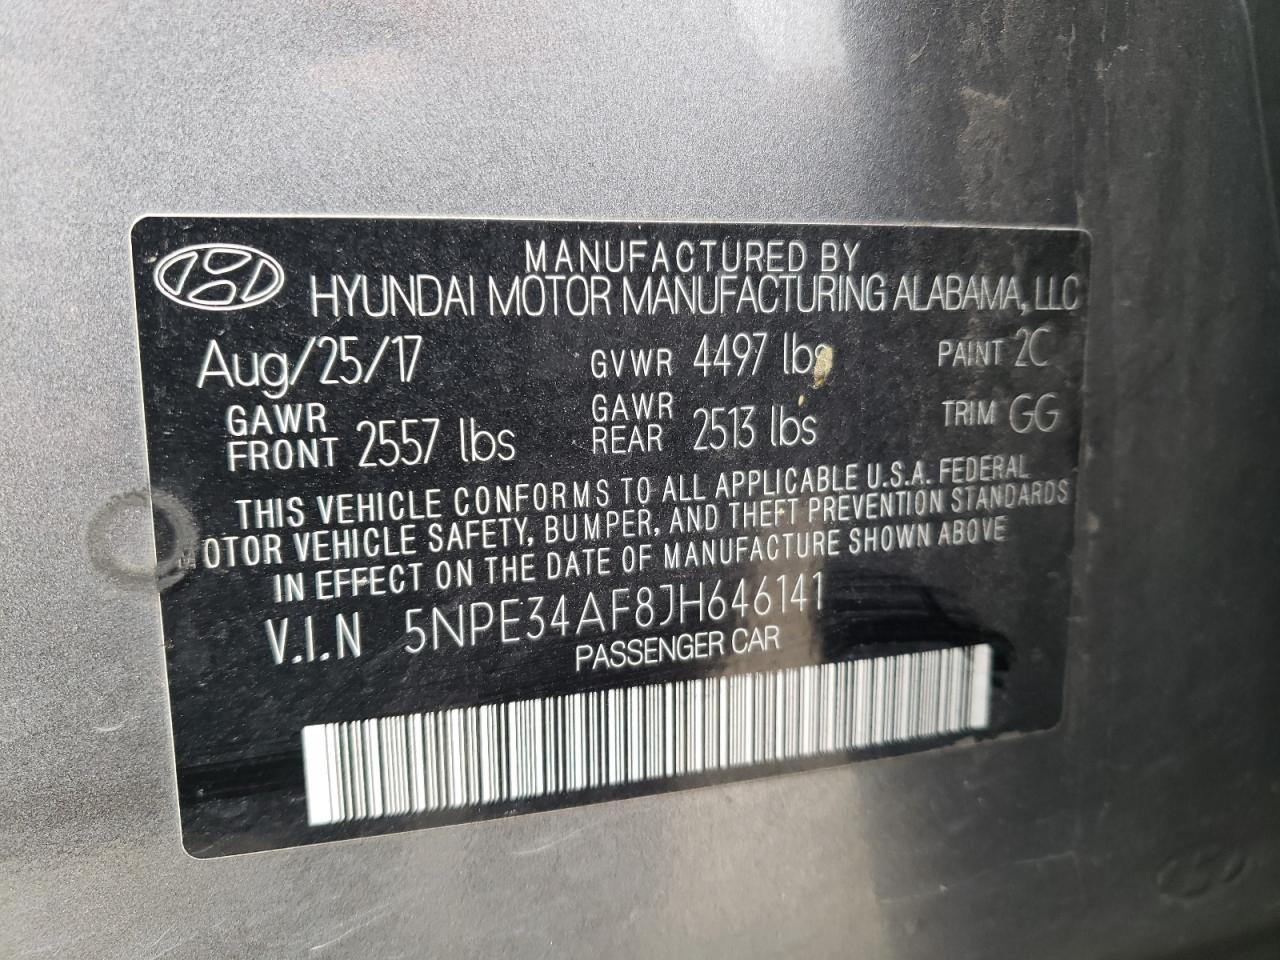 MANUFACTURED BY
HYUNDAI MOTOR MANUFACTURING ALABAMA, LLC
Aug/25/17 GVWR 4497 lbs PAINT 2C
GAWR FRONT 2557 lbs GAWR REAR 2513 lbs TRIM GG
THIS VEHICLE CONFORMS TO ALL APPLICABLE U.S.A. FEDERAL
MOTOR VEHICLE SAFETY, BUMPER, AND THEFT PREVENTION STANDARDS
IN EFFECT ON THE DATE OF MANUFACTURE SHOWN ABOVE
V.I.N 5NPE34AF8JH646141
PASSENGER CAR